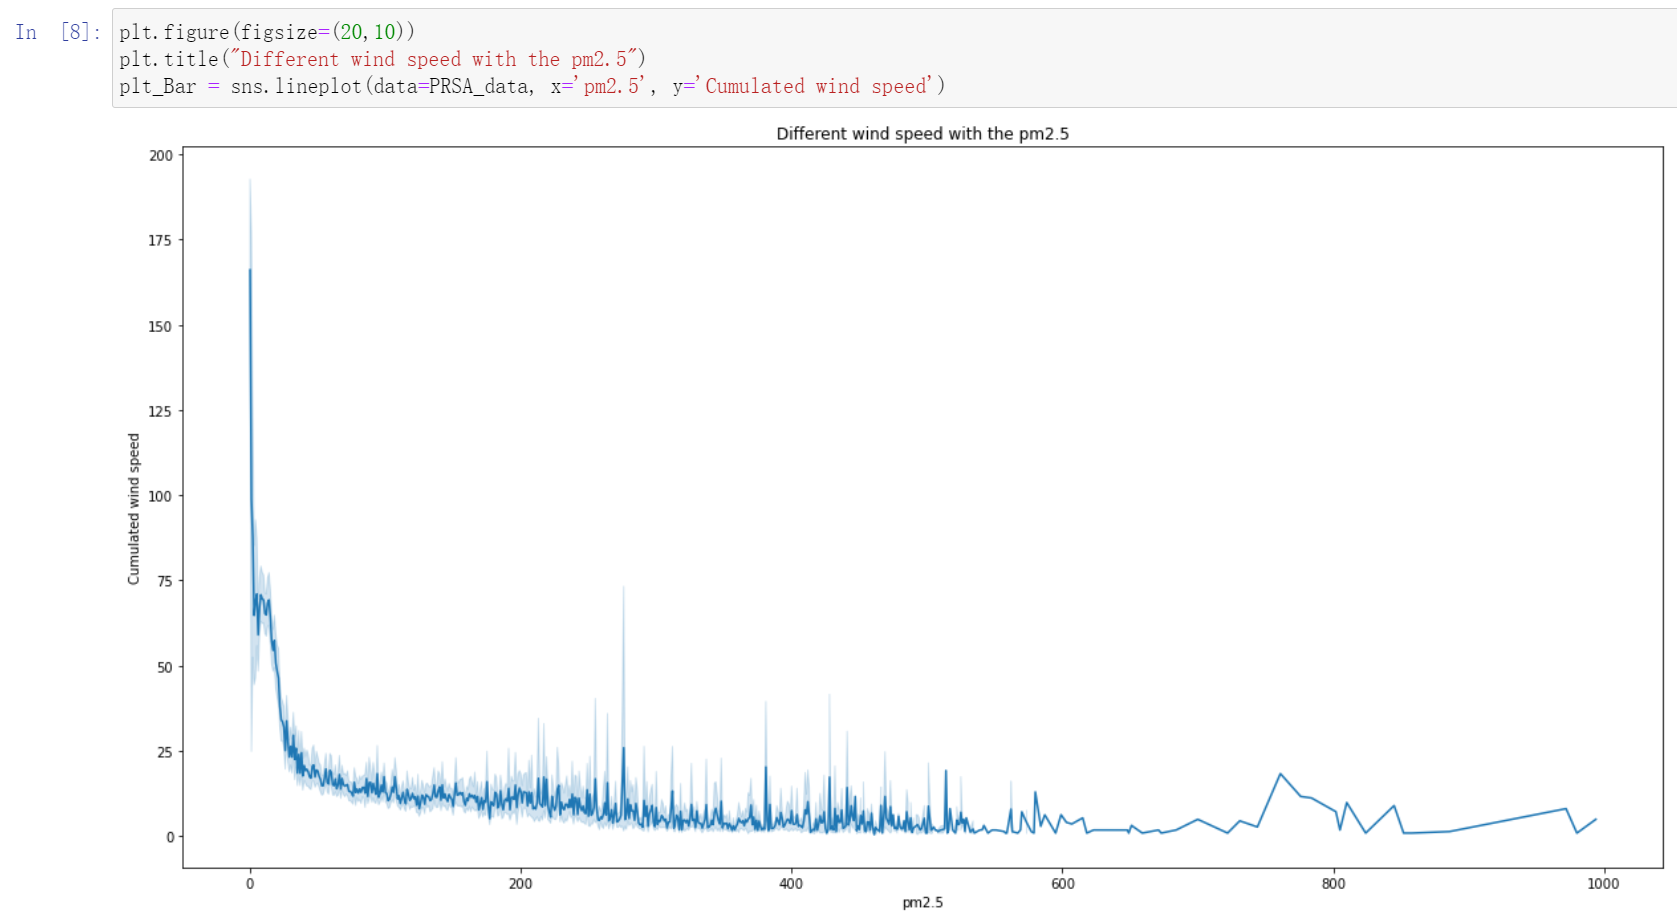 In [8]:
plt.figure(figsize=(20,10))
plt.title("Different wind speed with the pm2.5")
plt_Bar = sns.lineplot(data=PRSA_data, x='pm2.5', y='Cumulated wind speed')
Different wind speed with the pm2.5
200
175
150
125
100
75
50
25
0
Cumulated wind speed
0 200 400 600 800 1000
pm2.5